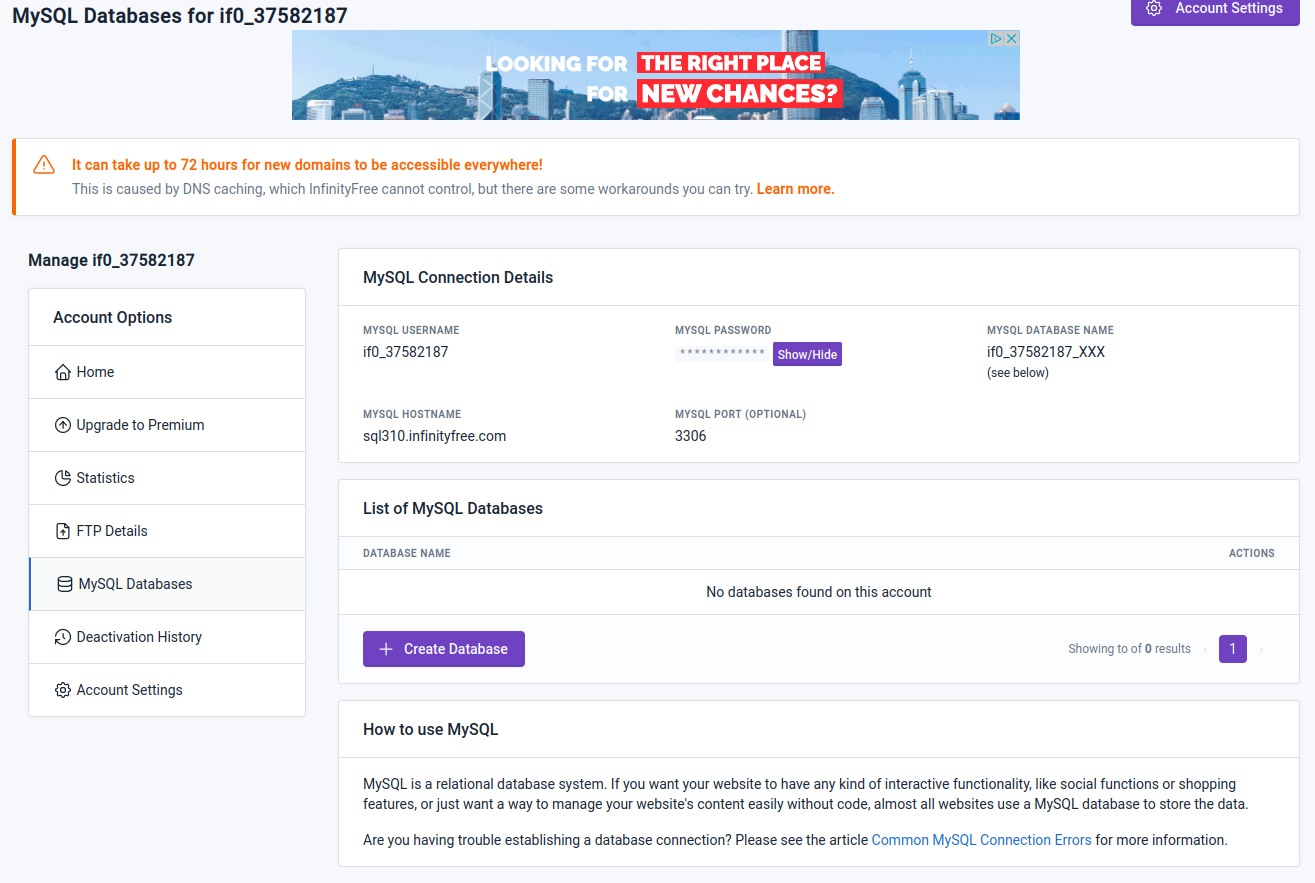 MySQL Databases for if0_37582187
Account Settings
LOOKING FOR THE RIGHT PLACE
FOR NEW CHANCES?
It can take up to 72 hours for new domains to be accessible everywhere!
This is caused by DNS caching, which InfinityFree cannot control, but there are some workarounds you can try. Learn more.
Manage if0_37582187
Account Options
Home
Upgrade to Premium
Statistics
FTP Details
MySQL Databases
Deactivation History
Account Settings
MySQL Connection Details
MYSQL USERNAME
if0_37582187
MYSQL PASSWORD
************ Show/Hide
MYSQL DATABASE NAME
if0_37582187_XXX
(see below)
MYSQL HOSTNAME
sql310.infinityfree.com
MYSQL PORT (OPTIONAL)
3306
List of MySQL Databases
DATABASE NAME ACTIONS
No databases found on this account
Create Database
Showing to of 0 results ‹ 1 ›
How to use MySQL
MySQL is a relational database system. If you want your website to have any kind of interactive functionality, like social functions or shopping
features, or just want a way to manage your website's content easily without code, almost all websites use a MySQL database to store the data.
Are you having trouble establishing a database connection? Please see the article Common MySQL Connection Errors for more information.